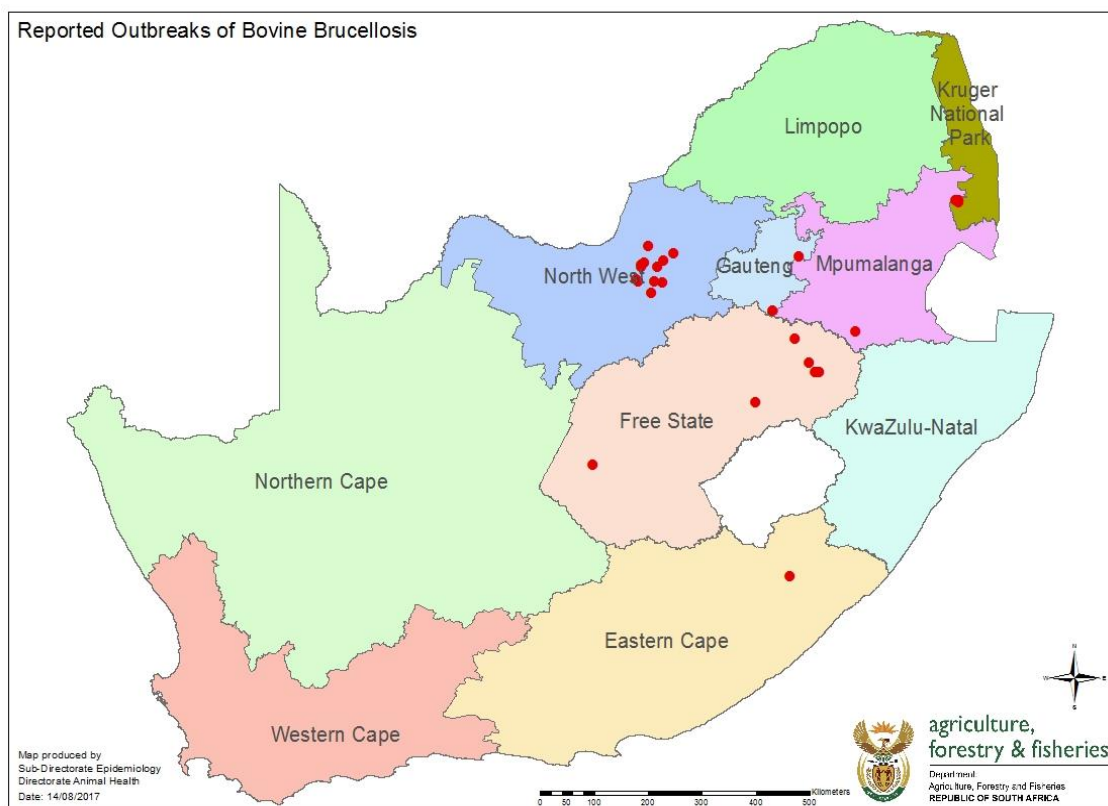 Reported Outbreaks of Bovine Brucellosis
Kruger
National
Park
Limpopo
North West
Gauteng
Mpumalanga
Free State
KwaZulu-Natal
Northern Cape
Eastern Cape
Western Cape
N
W
E
S
Map produced by
Sub-Directorate Epidemiology
Directorate Animal Health
Date: 14/08/2017
Kilometers
0 50 100 200 300 400 500
agriculture,
forestry & fisheries
Department:
Agriculture, Forestry and Fisheries
REPUBLIC OF SOUTH AFRICA